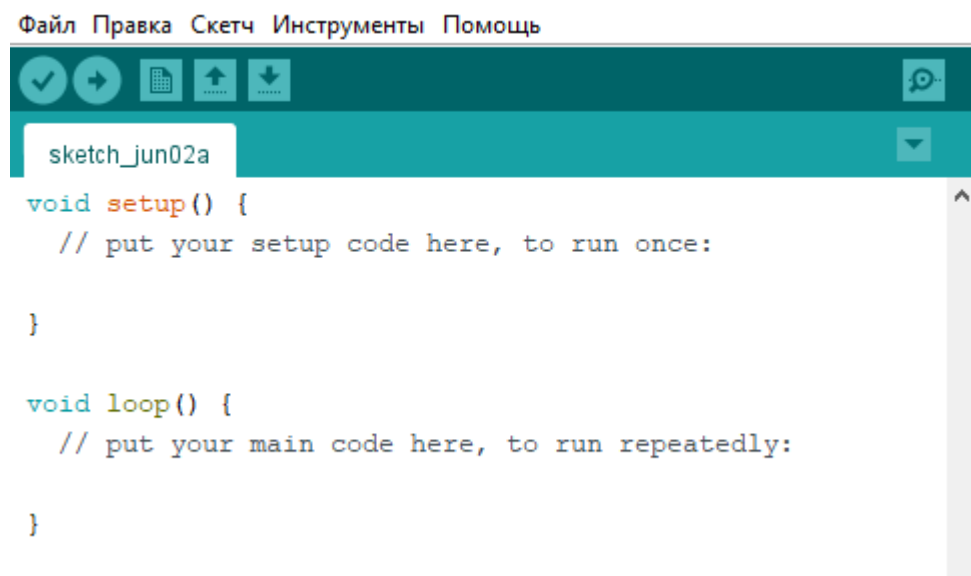 Файл Правка Скетч Инструменты Помощь
sketch_jun02a
void setup() {
  // put your setup code here, to run once:
}
void loop() {
  // put your main code here, to run repeatedly:
}